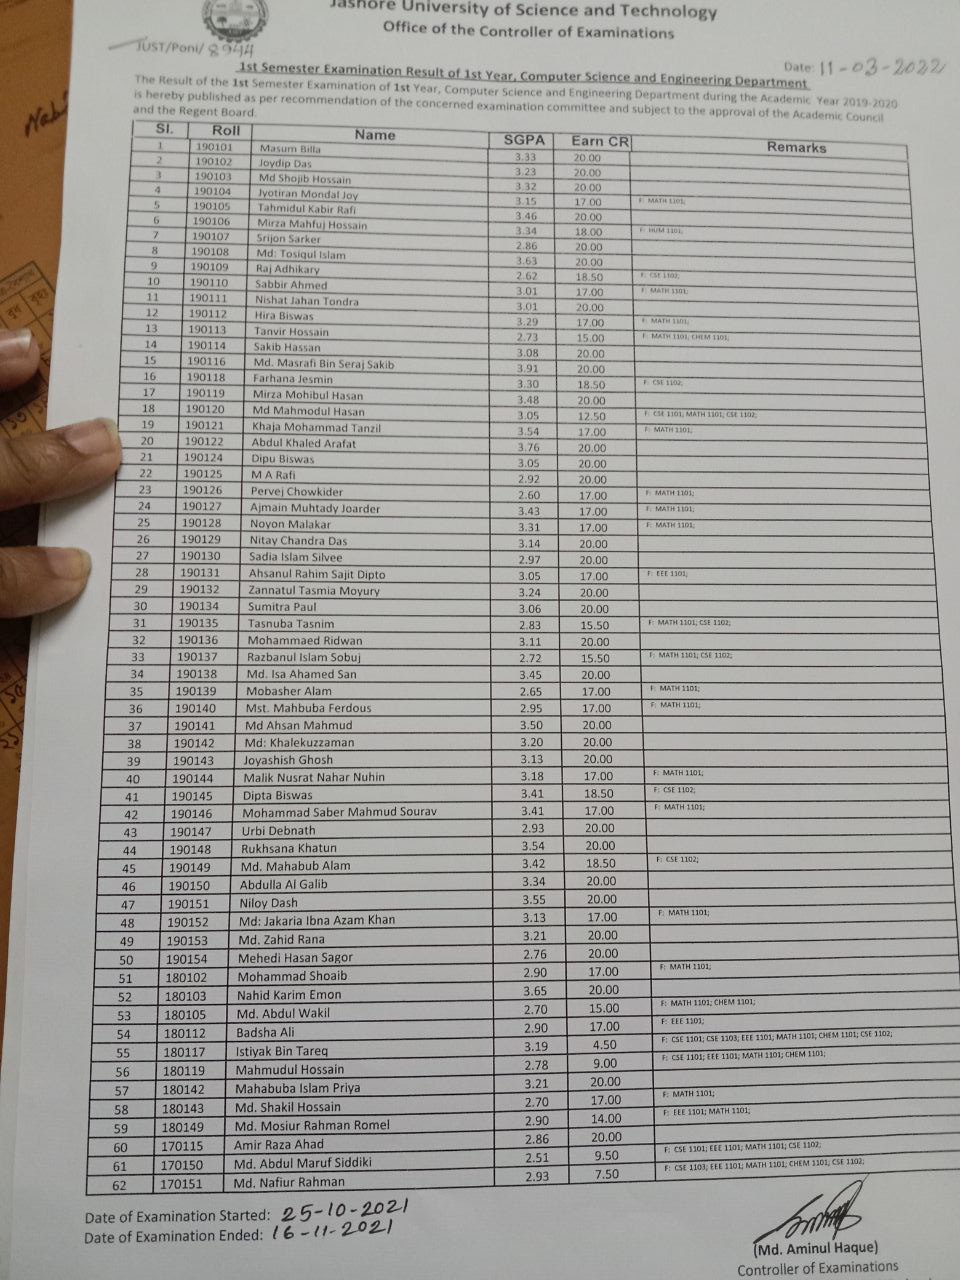 Jashore University of Science and Technology
Office of the Controller of Examinations
JUST/Poni/ 8944
Date: 11-03-2022
1st Semester Examination Result of 1st Year, Computer Science and Engineering Department
The Result of the 1st Semester Examination of 1st Year, Computer Science and Engineering Department during the Academic Year 2019-2020
is hereby published as per recommendation of the concerned examination committee and subject to the approval of the Academic Council
and the Regent Board.
Sl. Roll Name SGPA Earn CR Remarks
1 190101 Masum Billa 3.33 20.00
2 190102 Joydip Das 3.23 20.00
3 190103 Md Shojib Hossain 3.32 20.00
4 190104 Jyotiran Mondal Joy 3.15 17.00 F: MATH 1101;
5 190105 Tahmidul Kabir Rafi 3.46 20.00
6 190106 Mirza Mahfuj Hossain 3.34 18.00 F: HUM 1101;
7 190107 Srijon Sarker 2.86 20.00
8 190108 Md: Tosiqul Islam 3.63 20.00
9 190109 Raj Adhikary 2.62 18.50 F: CSE 1102;
10 190110 Sabbir Ahmed 3.01 17.00 F: MATH 1101;
11 190111 Nishat Jahan Tondra 3.01 20.00
12 190112 Hira Biswas 3.29 17.00 F: MATH 1101;
13 190113 Tanvir Hossain 2.73 15.00 F: MATH 1101; CHEM 1101;
14 190114 Sakib Hassan 3.08 20.00
15 190116 Md. Masrafi Bin Seraj Sakib 3.91 20.00
16 190118 Farhana Jesmin 3.30 18.50 F: CSE 1102;
17 190119 Mirza Mohibul Hasan 3.48 20.00
18 190120 Md Mahmodul Hasan 3.05 12.50 F: CSE 1101; MATH 1101; CSE 1102;
19 190121 Khaja Mohammad Tanzil 3.54 17.00 F: MATH 1101;
20 190122 Abdul Khaled Arafat 3.76 20.00
21 190124 Dipu Biswas 3.05 20.00
22 190125 M A Rafi 2.92 20.00
23 190126 Pervej Chowkider 2.60 17.00 F: MATH 1101;
24 190127 Ajmain Muhtady Joarder 3.43 17.00 F: MATH 1101;
25 190128 Noyon Malakar 3.31 17.00 F: MATH 1101;
26 190129 Nitay Chandra Das 3.14 20.00
27 190130 Sadia Islam Silvee 2.97 20.00
28 190131 Ahsanul Rahim Sajit Dipto 3.05 17.00 F: EEE 1101;
29 190132 Zannatul Tasmia Moyury 3.24 20.00
30 190134 Sumitra Paul 3.06 20.00
31 190135 Tasnuba Tasnim 2.83 15.50 F: MATH 1101; CSE 1102;
32 190136 Mohammaed Ridwan 3.11 20.00
33 190137 Razbanul Islam Sobuj 2.72 15.50 F: MATH 1101; CSE 1102;
34 190138 Md. Isa Ahamed San 3.45 20.00
35 190139 Mobasher Alam 2.65 17.00 F: MATH 1101;
36 190140 Mst. Mahbuba Ferdous 2.95 17.00 F: MATH 1101;
37 190141 Md Ahsan Mahmud 3.50 20.00
38 190142 Md: Khalekuzzaman 3.20 20.00
39 190143 Joyashish Ghosh 3.13 20.00
40 190144 Malik Nusrat Nahar Nuhin 3.18 17.00 F: MATH 1101;
41 190145 Dipta Biswas 3.41 18.50 F: CSE 1102;
42 190146 Mohammad Saber Mahmud Sourav 3.41 17.00 F: MATH 1101;
43 190147 Urbi Debnath 2.93 20.00
44 190148 Rukhsana Khatun 3.54 20.00
45 190149 Md. Mahabub Alam 3.42 18.50 F: CSE 1102;
46 190150 Abdulla Al Galib 3.34 20.00
47 190151 Niloy Dash 3.55 20.00
48 190152 Md: Jakaria Ibna Azam Khan 3.13 17.00 F: MATH 1101;
49 190153 Md. Zahid Rana 3.21 20.00
50 190154 Mehedi Hasan Sagor 2.76 20.00
51 180102 Mohammad Shoaib 2.90 17.00 F: MATH 1101;
52 180103 Nahid Karim Emon 3.65 20.00
53 180105 Md. Abdul Wakil 2.70 15.00 F: MATH 1101; CHEM 1101;
54 180112 Badsha Ali 2.90 17.00 F: EEE 1101;
55 180117 Istiyak Bin Tareq 3.19 4.50 F: CSE 1101; CSE 1103; EEE 1101; MATH 1101; CHEM 1101; CSE 1102;
56 180119 Mahmudul Hossain 2.78 9.00 F: CSE 1101; EEE 1101; MATH 1101; CHEM 1101;
57 180142 Mahabuba Islam Priya 3.21 20.00
58 180143 Md. Shakil Hossain 2.70 17.00 F: MATH 1101;
59 180149 Md. Mosiur Rahman Romel 2.90 14.00 F: EEE 1101; MATH 1101;
60 170115 Amir Raza Ahad 2.86 20.00
61 170150 Md. Abdul Maruf Siddiki 2.51 9.50 F: CSE 1101; EEE 1101; MATH 1101; CSE 1102;
62 170151 Md. Nafiur Rahman 2.93 7.50 F: CSE 1103; EEE 1101; MATH 1101; CHEM 1101; CSE 1102;
Date of Examination Started: 25-10-2021
Date of Examination Ended: 16-11-2021
(Md. Aminul Haque)
Controller of Examinations